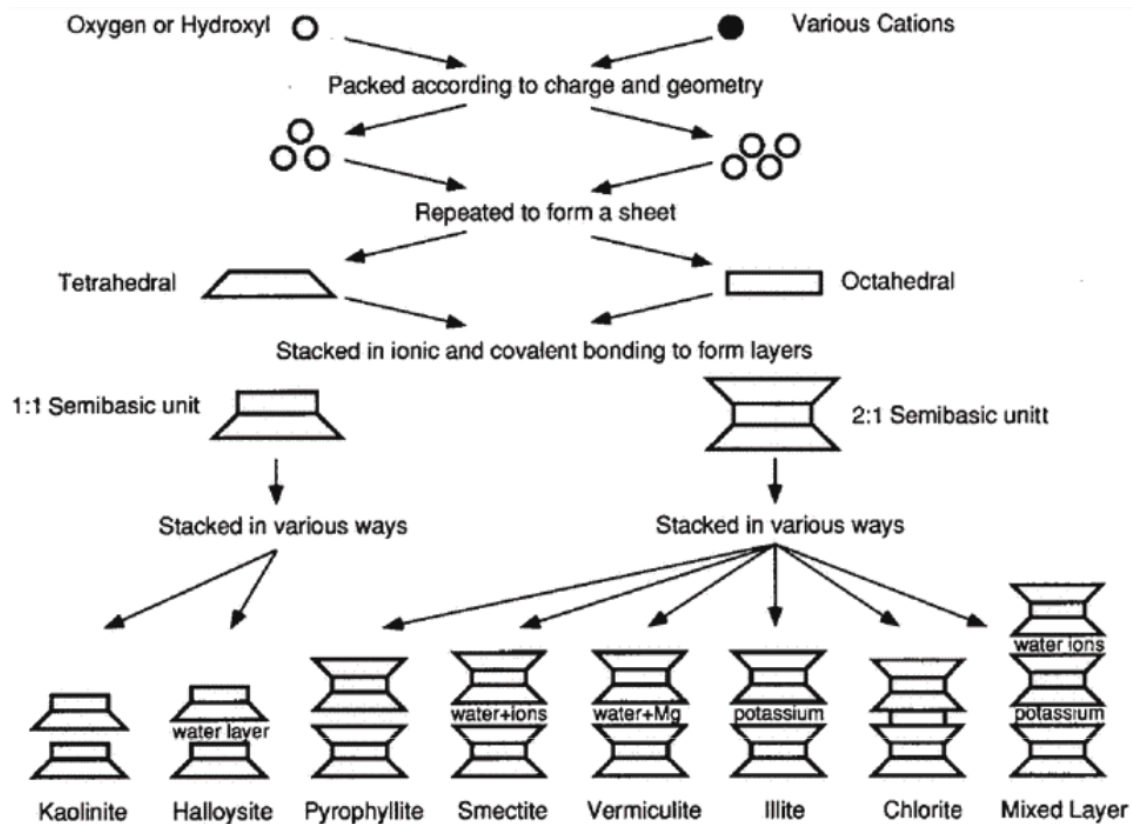 Oxygen or Hydroxyl
Various Cations
Packed according to charge and geometry
Repeated to form a sheet
Tetrahedral
Octahedral
Stacked in ionic and covalent bonding to form layers
1:1 Semibasic unit
2:1 Semibasic unitt
Stacked in various ways
Stacked in various ways
water ions
water layer
water+ions
water+Mg
potassium
potassium
Kaolinite
Halloysite
Pyrophyllite
Smectite
Vermiculite
Illite
Chlorite
Mixed Layer